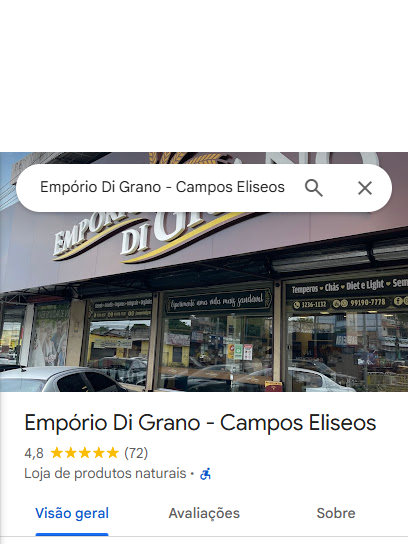 Empório Di Grano - Campos Eliseos
EMPÓRIO
DI GRANO
Experimente uma vida mais saudável
Temperos • Chás • Diet e Light • Sem
3236-1132 99190-7778
Empório Di Grano - Campos Eliseos
4,8 (72)
Loja de produtos naturais ·
Visão geral Avaliações Sobre